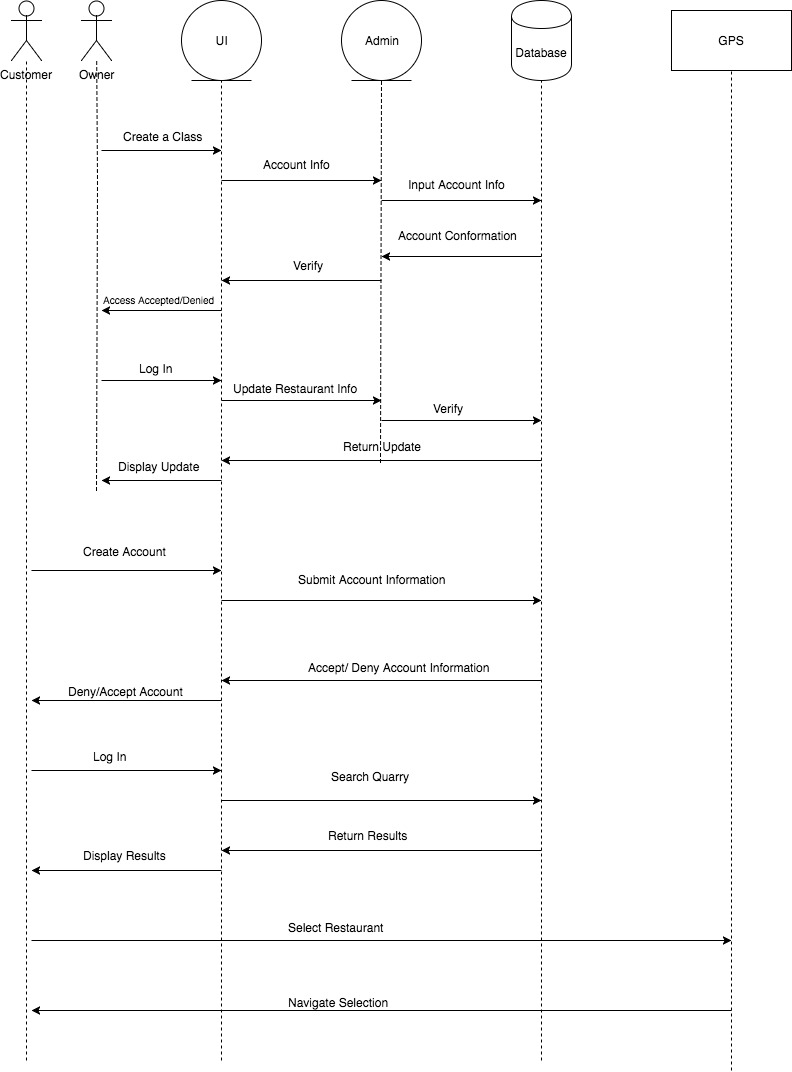 Customer
Owner
UI
Admin
Database
GPS
Create a Class
Account Info
Input Account Info
Account Conformation
Verify
Access Accepted/Denied
Log In
Update Restaurant Info
Verify
Return Update
Display Update
Create Account
Submit Account Information
Accept/ Deny Account Information
Deny/Accept Account
Log In
Search Quarry
Return Results
Display Results
Select Restaurant
Navigate Selection